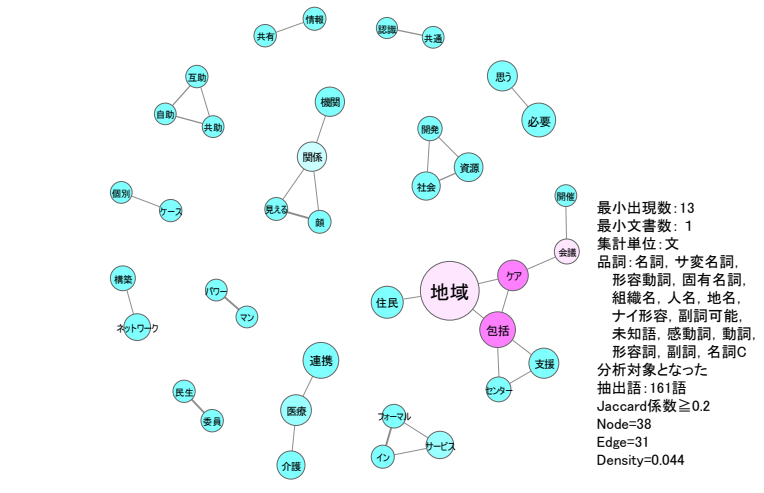 情報
共有
認識
共通
互助
自助
共助
思う
必要
機関
関係
見える
顔
開発
資源
社会
個別
ケース
開催
会議
ケア
地域
住民
包括
支援
センター
構築
ネットワーク
パワー
マン
連携
医療
介護
民生
委員
フォーマル
サービス
イン
最小出現数：13
最小文書数： 1
集計単位：文
品詞：名詞, サ変名詞,
形容動詞, 固有名詞,
組織名, 人名, 地名,
ナイ形容, 副詞可能,
未知語, 感動詞, 動詞,
形容詞, 副詞, 名詞C
分析対象となった
抽出語：161語
Jaccard係数≧0.2
Node=38
Edge=31
Density=0.044